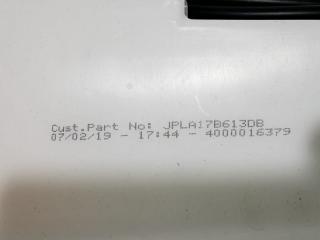 Cust.Part No: JPLA17B613DB
07/02/19 - 17:44 - 4000016379